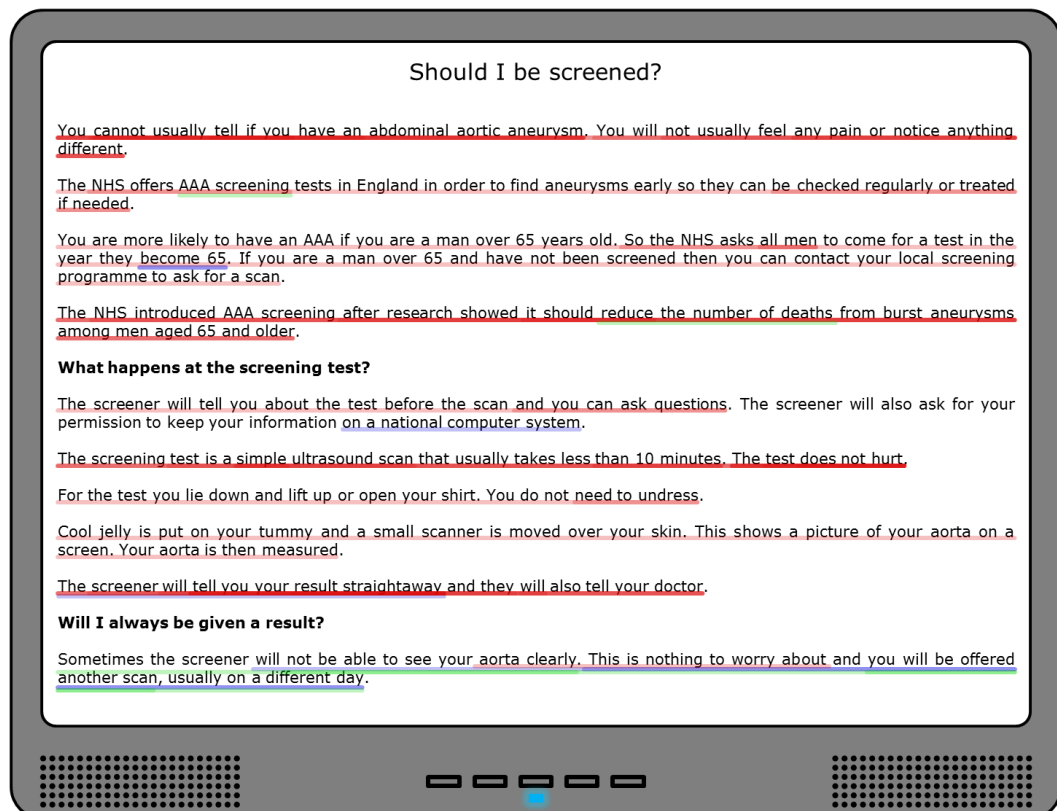 Should I be screened?
You cannot usually tell if you have an abdominal aortic aneurysm. You will not usually feel any pain or notice anything
different.
The NHS offers AAA screening tests in England in order to find aneurysms early so they can be checked regularly or treated
if needed.
You are more likely to have an AAA if you are a man over 65 years old. So the NHS asks all men to come for a test in the
year they become 65. If you are a man over 65 and have not been screened then you can contact your local screening
programme to ask for a scan.
The NHS introduced AAA screening after research showed it should reduce the number of deaths from burst aneurysms
among men aged 65 and older.
What happens at the screening test?
The screener will tell you about the test before the scan and you can ask questions. The screener will also ask for your
permission to keep your information on a national computer system.
The screening test is a simple ultrasound scan that usually takes less than 10 minutes. The test does not hurt.
For the test you lie down and lift up or open your shirt. You do not need to undress.
Cool jelly is put on your tummy and a small scanner is moved over your skin. This shows a picture of your aorta on a
screen. Your aorta is then measured.
The screener will tell you your result straightaway and they will also tell your doctor.
Will I always be given a result?
Sometimes the screener will not be able to see your aorta clearly. This is nothing to worry about and you will be offered
another scan, usually on a different day.